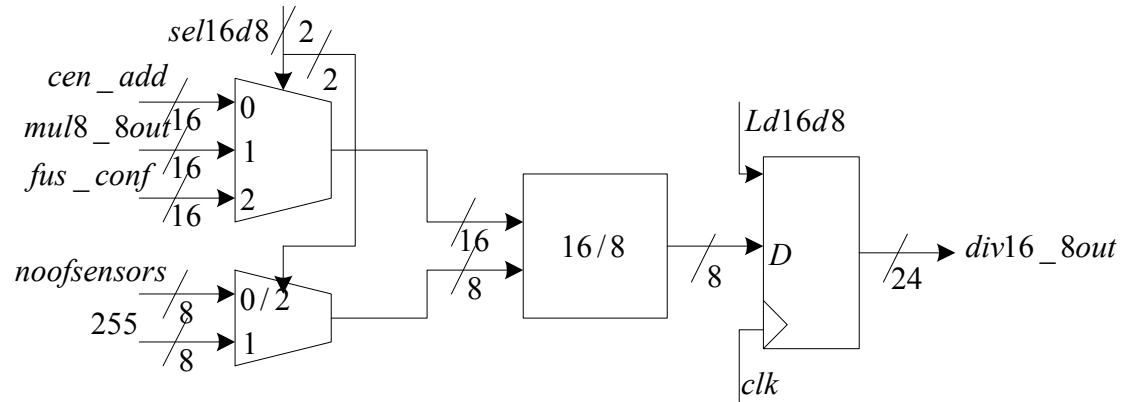 sel16d8
2
2
cen_add
16
0
mul8_8out
16
1
fus_conf
16
2
16
8
16/8
8
Ld16d8
D
24
div16_8out
clk
noofsensors
8
0/2
255
8
1